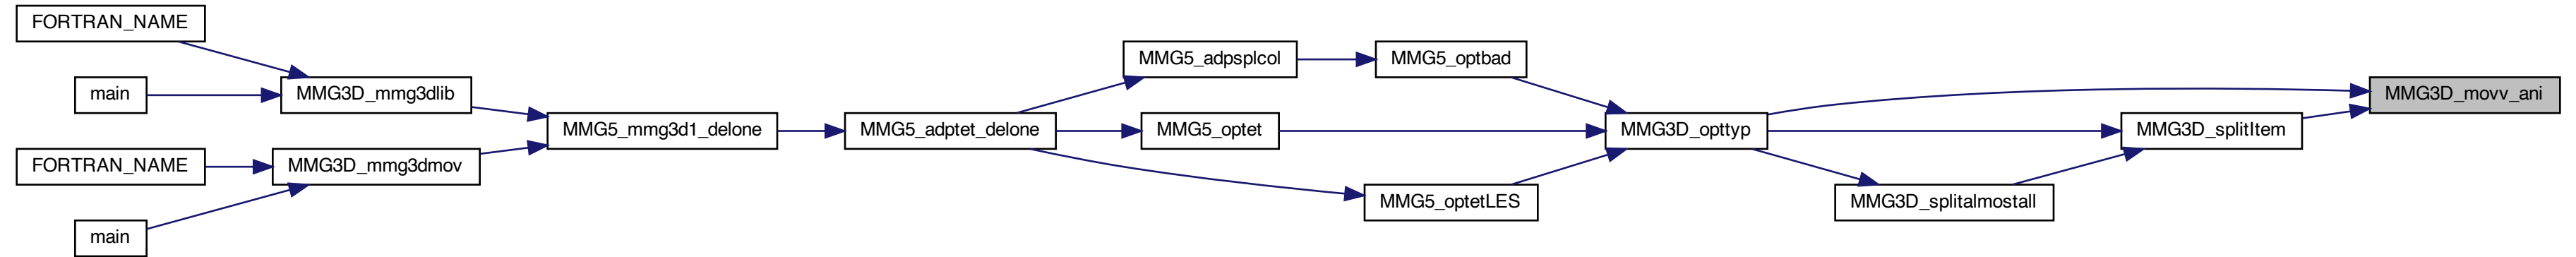 FORTRAN_NAME
main
MMG3D_mmg3dlib
FORTRAN_NAME
MMG3D_mmg3dmov
main
MMG5_mmg3d1_delone
MMG5_adptet_delone
MMG5_adpsplcol
MMG5_optet
MMG5_optetLES
MMG5_optbad
MMG3D_opttyp
MMG3D_splitItem
MMG3D_splitalmostall
MMG3D_movv_ani